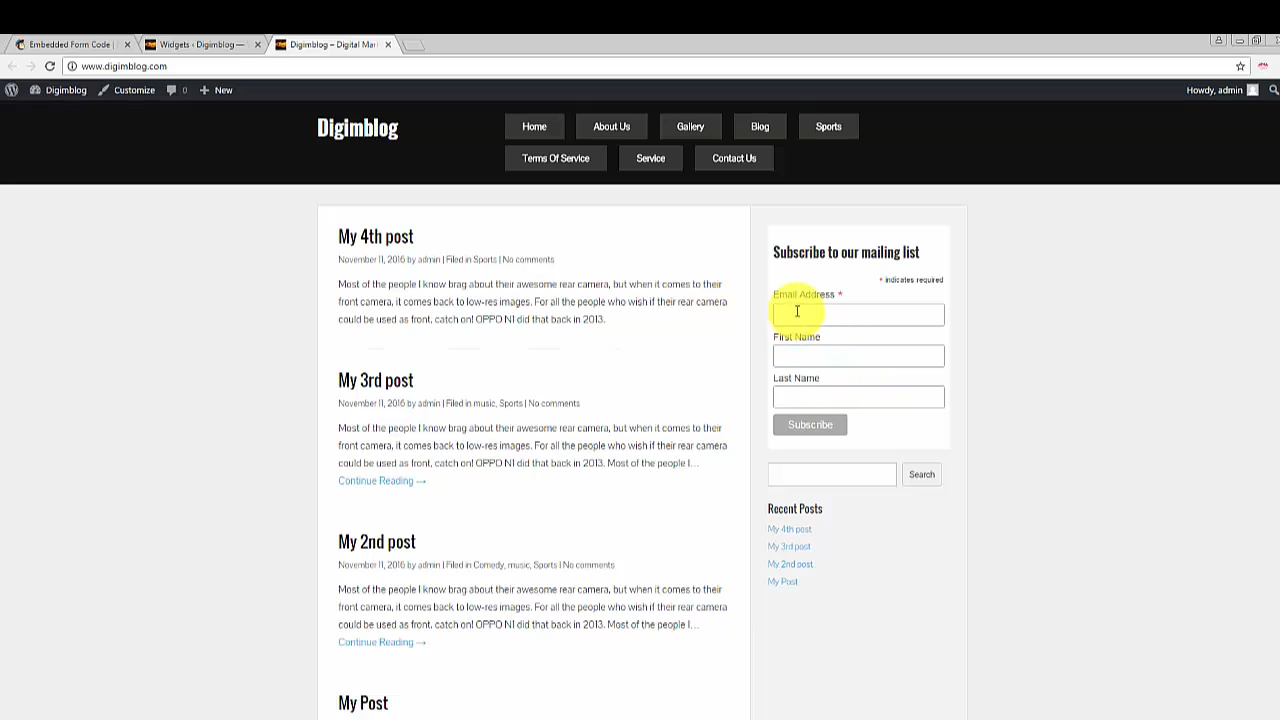 Embedded Form Code |
Widgets ‹ Digimblog —
Digimblog – Digital Mar
www.digimblog.com
Digimblog
Customize
0
New
Howdy, admin
Digimblog
Home
About Us
Gallery
Blog
Sports
Terms Of Service
Service
Contact Us
My 4th post
November 11, 2016 by admin | Filed in Sports | No comments
Most of the people I know brag about their awesome rear camera, but when it comes to their
front camera, it comes back to low-res images. For all the people who wish if their rear camera
could be used as front, catch on! OPPO N1 did that back in 2013.
My 3rd post
November 11, 2016 by admin | Filed in music, Sports | No comments
Most of the people I know brag about their awesome rear camera, but when it comes to their
front camera, it comes back to low-res images. For all the people who wish if their rear camera
could be used as front, catch on! OPPO N1 did that back in 2013. Most of the people I…
Continue Reading →
My 2nd post
November 11, 2016 by admin | Filed in Comedy, music, Sports | No comments
Most of the people I know brag about their awesome rear camera, but when it comes to their
front camera, it comes back to low-res images. For all the people who wish if their rear camera
could be used as front, catch on! OPPO N1 did that back in 2013. Most of the people I…
Continue Reading →
My Post
Subscribe to our mailing list
* indicates required
Email Address *
First Name
Last Name
Subscribe
Search
Recent Posts
My 4th post
My 3rd post
My 2nd post
My Post